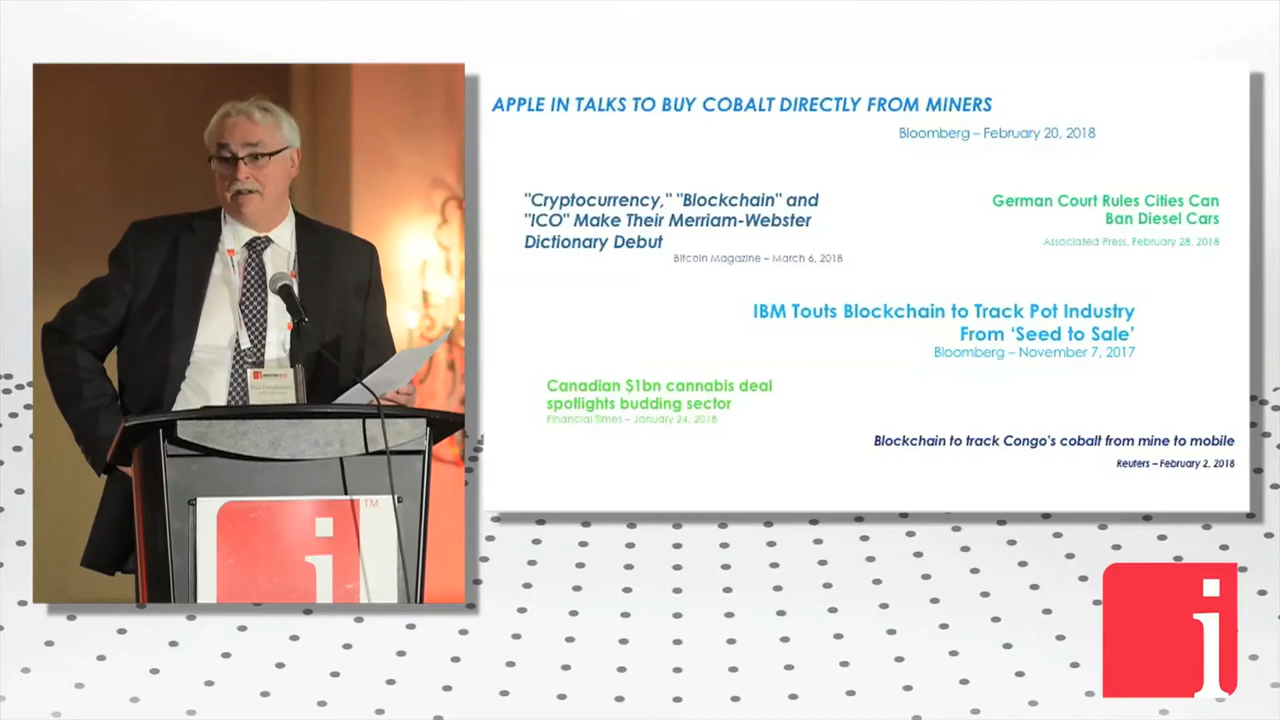 APPLE IN TALKS TO BUY COBALT DIRECTLY FROM MINERS
Bloomberg – February 20, 2018
"Cryptocurrency," "Blockchain" and
"ICO" Make Their Merriam-Webster
Dictionary Debut
Bitcoin Magazine – March 6, 2018
German Court Rules Cities Can
Ban Diesel Cars
Associated Press, February 28, 2018
IBM Touts Blockchain to Track Pot Industry
From ‘Seed to Sale’
Bloomberg – November 7, 2017
Canadian $1bn cannabis deal
spotlights budding sector
Financial Times – January 24, 2018
Blockchain to track Congo's cobalt from mine to mobile
Reuters – February 2, 2018
i
TM
i